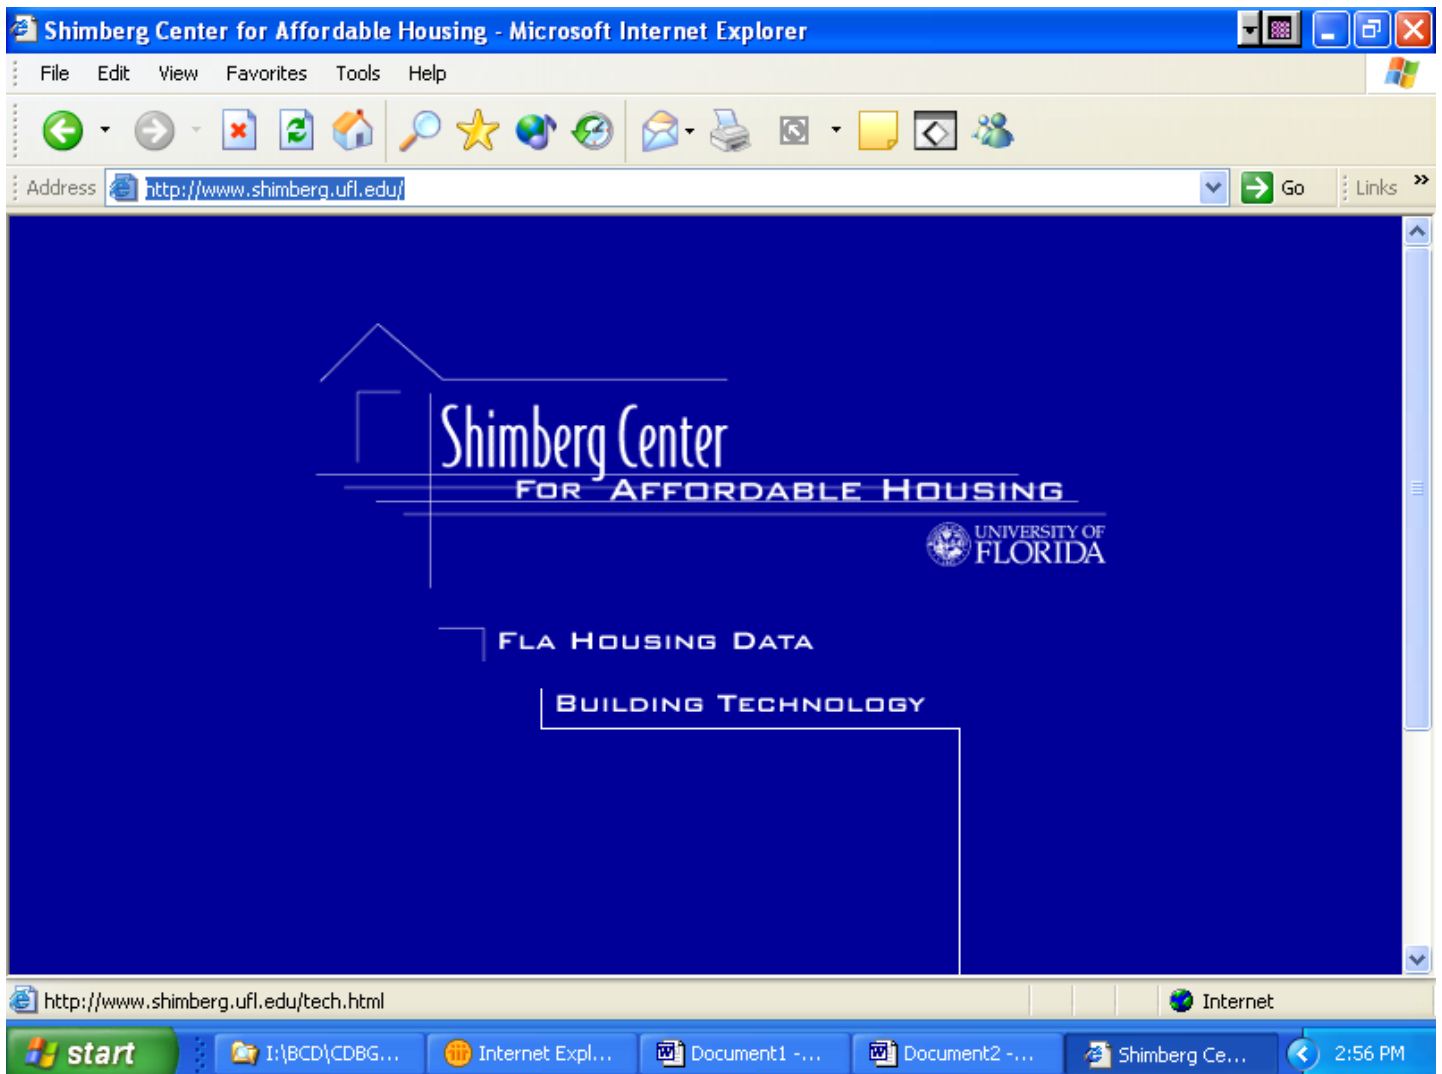 Shimberg Center for Affordable Housing - Microsoft Internet Explorer
File Edit View Favorites Tools Help
Address http://www.shimberg.ufl.edu/ Go Links »
Shimberg Center
FOR AFFORDABLE HOUSING
UNIVERSITY OF
FLORIDA
FLA HOUSING DATA
BUILDING TECHNOLOGY
http://www.shimberg.ufl.edu/tech.html Internet
start I:\BCD\CDBG... Internet Expl... Document1 -... Document2 -... Shimberg Ce... 2:56 PM